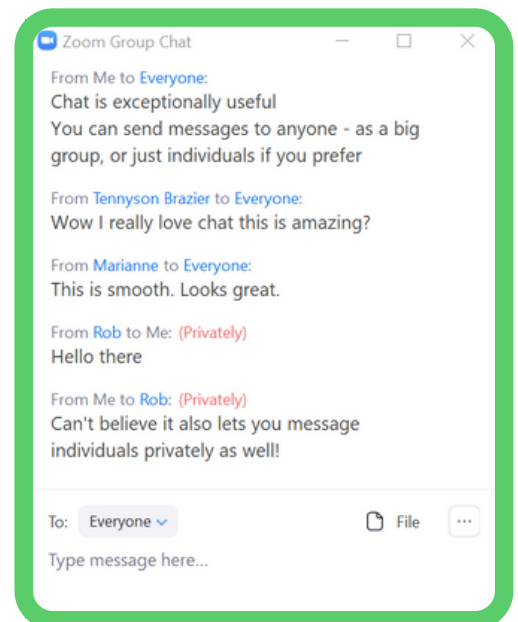 Zoom Group Chat
From Me to Everyone:
Chat is exceptionally useful
You can send messages to anyone - as a big
group, or just individuals if you prefer
From Tennyson Brazier to Everyone:
Wow I really love chat this is amazing?
From Marianne to Everyone:
This is smooth. Looks great.
From Rob to Me: (Privately)
Hello there
From Me to Rob: (Privately)
Can't believe it also lets you message
individuals privately as well!
To: Everyone File ...
Type message here...